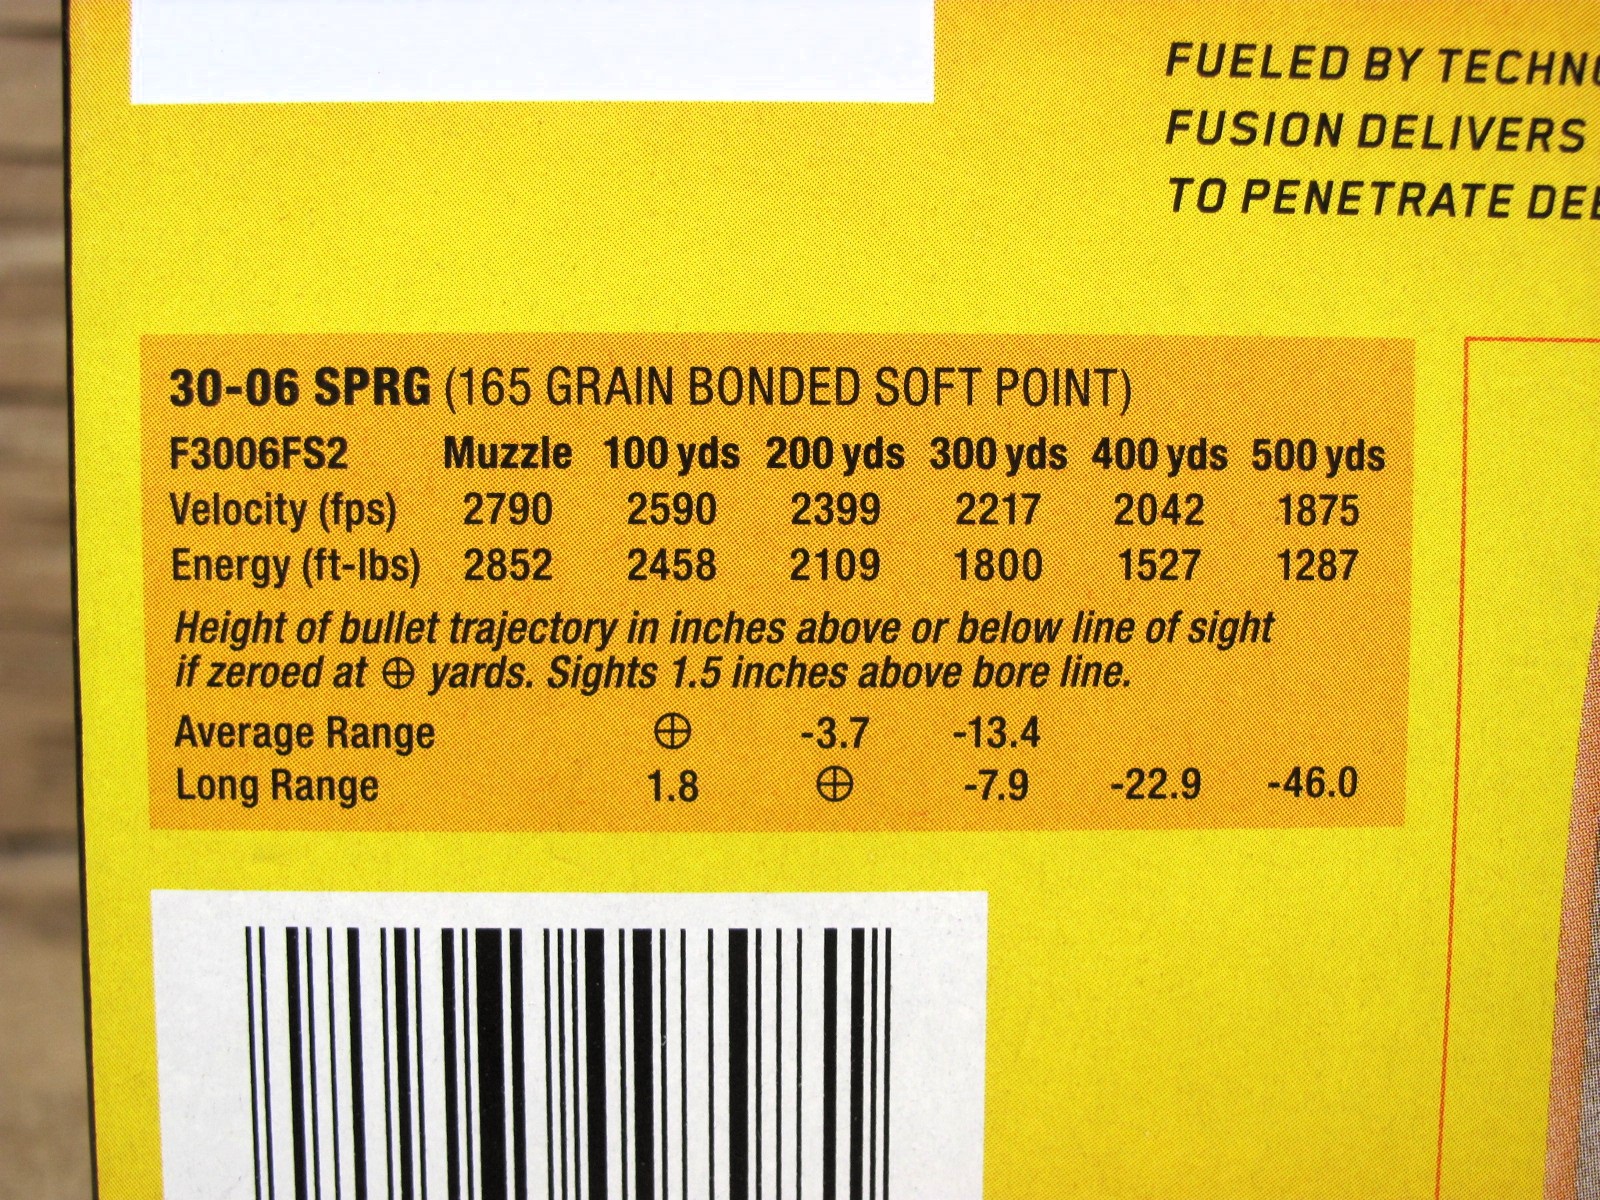 FUELED BY
FUSION DELIVERS
TO PENETRATE
30-06 SPRG (165 GRAIN BONDED SOFT POINT)
F3006FS2 Muzzle 100 yds 200 yds 300 yds 400 yds 500 yds
Velocity (fps) 2790 2590 2399 2217 2042 1875
Energy (ft-lbs) 2852 2458 2109 1800 1527 1287
Height of bullet trajectory in inches above or below line of sight
if zeroed at ⊕ yards. Sights 1.5 inches above bore line.
Average Range ⊕ -3.7 -13.4
Long Range 1.8 ⊕ -7.9 -22.9 -46.0